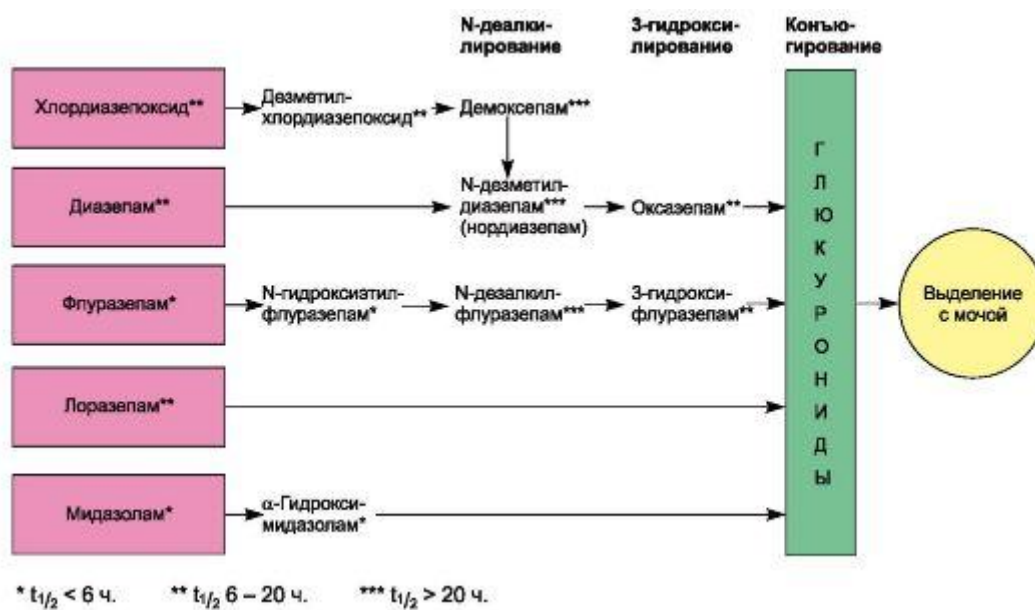 N-деалки-
лирование
3-гидрокси-
лирование
Конъю-
гирование
Хлордиазепоксид**
Дезметил-
хлордиазепоксид**
Демоксепам***
Диазепам**
N-дезметил-
диазепам***
(нордиазепам)
Оксазепам**
Флуразепам*
N-гидроксиэтил-
флуразепам*
N-дезалкил-
флуразепам***
3-гидрокси-
флуразепам**
Лоразепам**
Мидазолам*
α-Гидрокси-
мидазолам*
Г
Л
Ю
К
У
Р
О
Н
И
Д
Ы
Выделение
с мочой
* t1/2 < 6 ч. ** t1/2 6 – 20 ч. *** t1/2 > 20 ч.